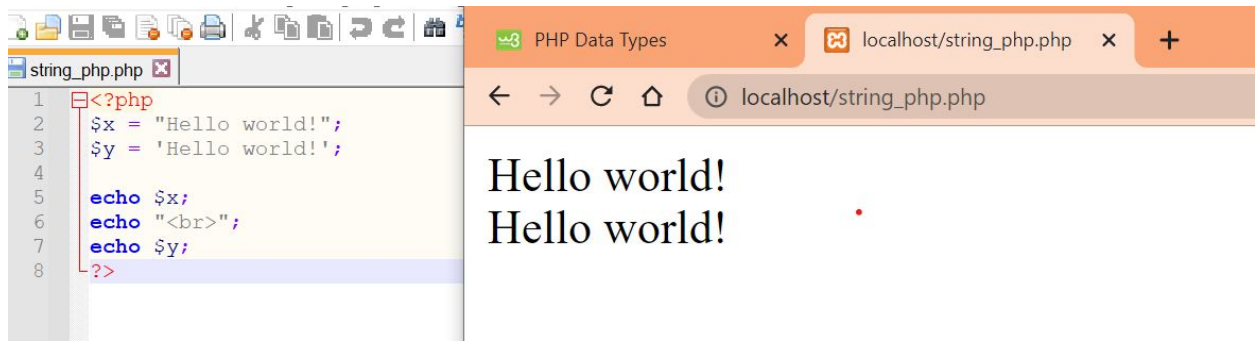 string_php.php
1 <?php
2 $x = "Hello world!";
3 $y = 'Hello world!';
4
5 echo $x;
6 echo "<br>";
7 echo $y;
8 ?>
PHP Data Types
localhost/string_php.php
localhost/string_php.php
Hello world!
Hello world!